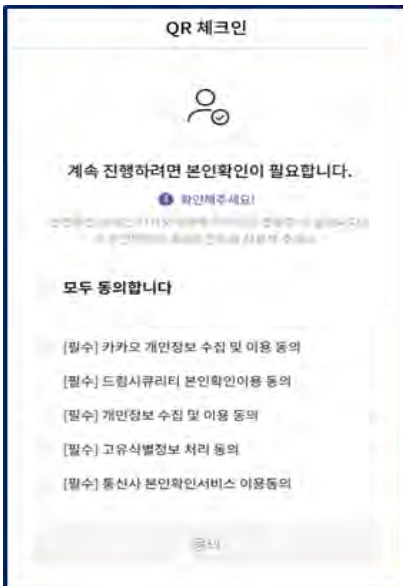 QR 체크인
계속 진행하려면 본인확인이 필요합니다.
확인해주세요!
모두 동의합니다
[필수] 카카오 개인정보 수집 및 이용 동의
[필수] 드림시큐리티 본인확인이용 동의
[필수] 개인정보 수집 및 이용 동의
[필수] 고유식별정보 처리 동의
[필수] 통신사 본인확인서비스 이용동의